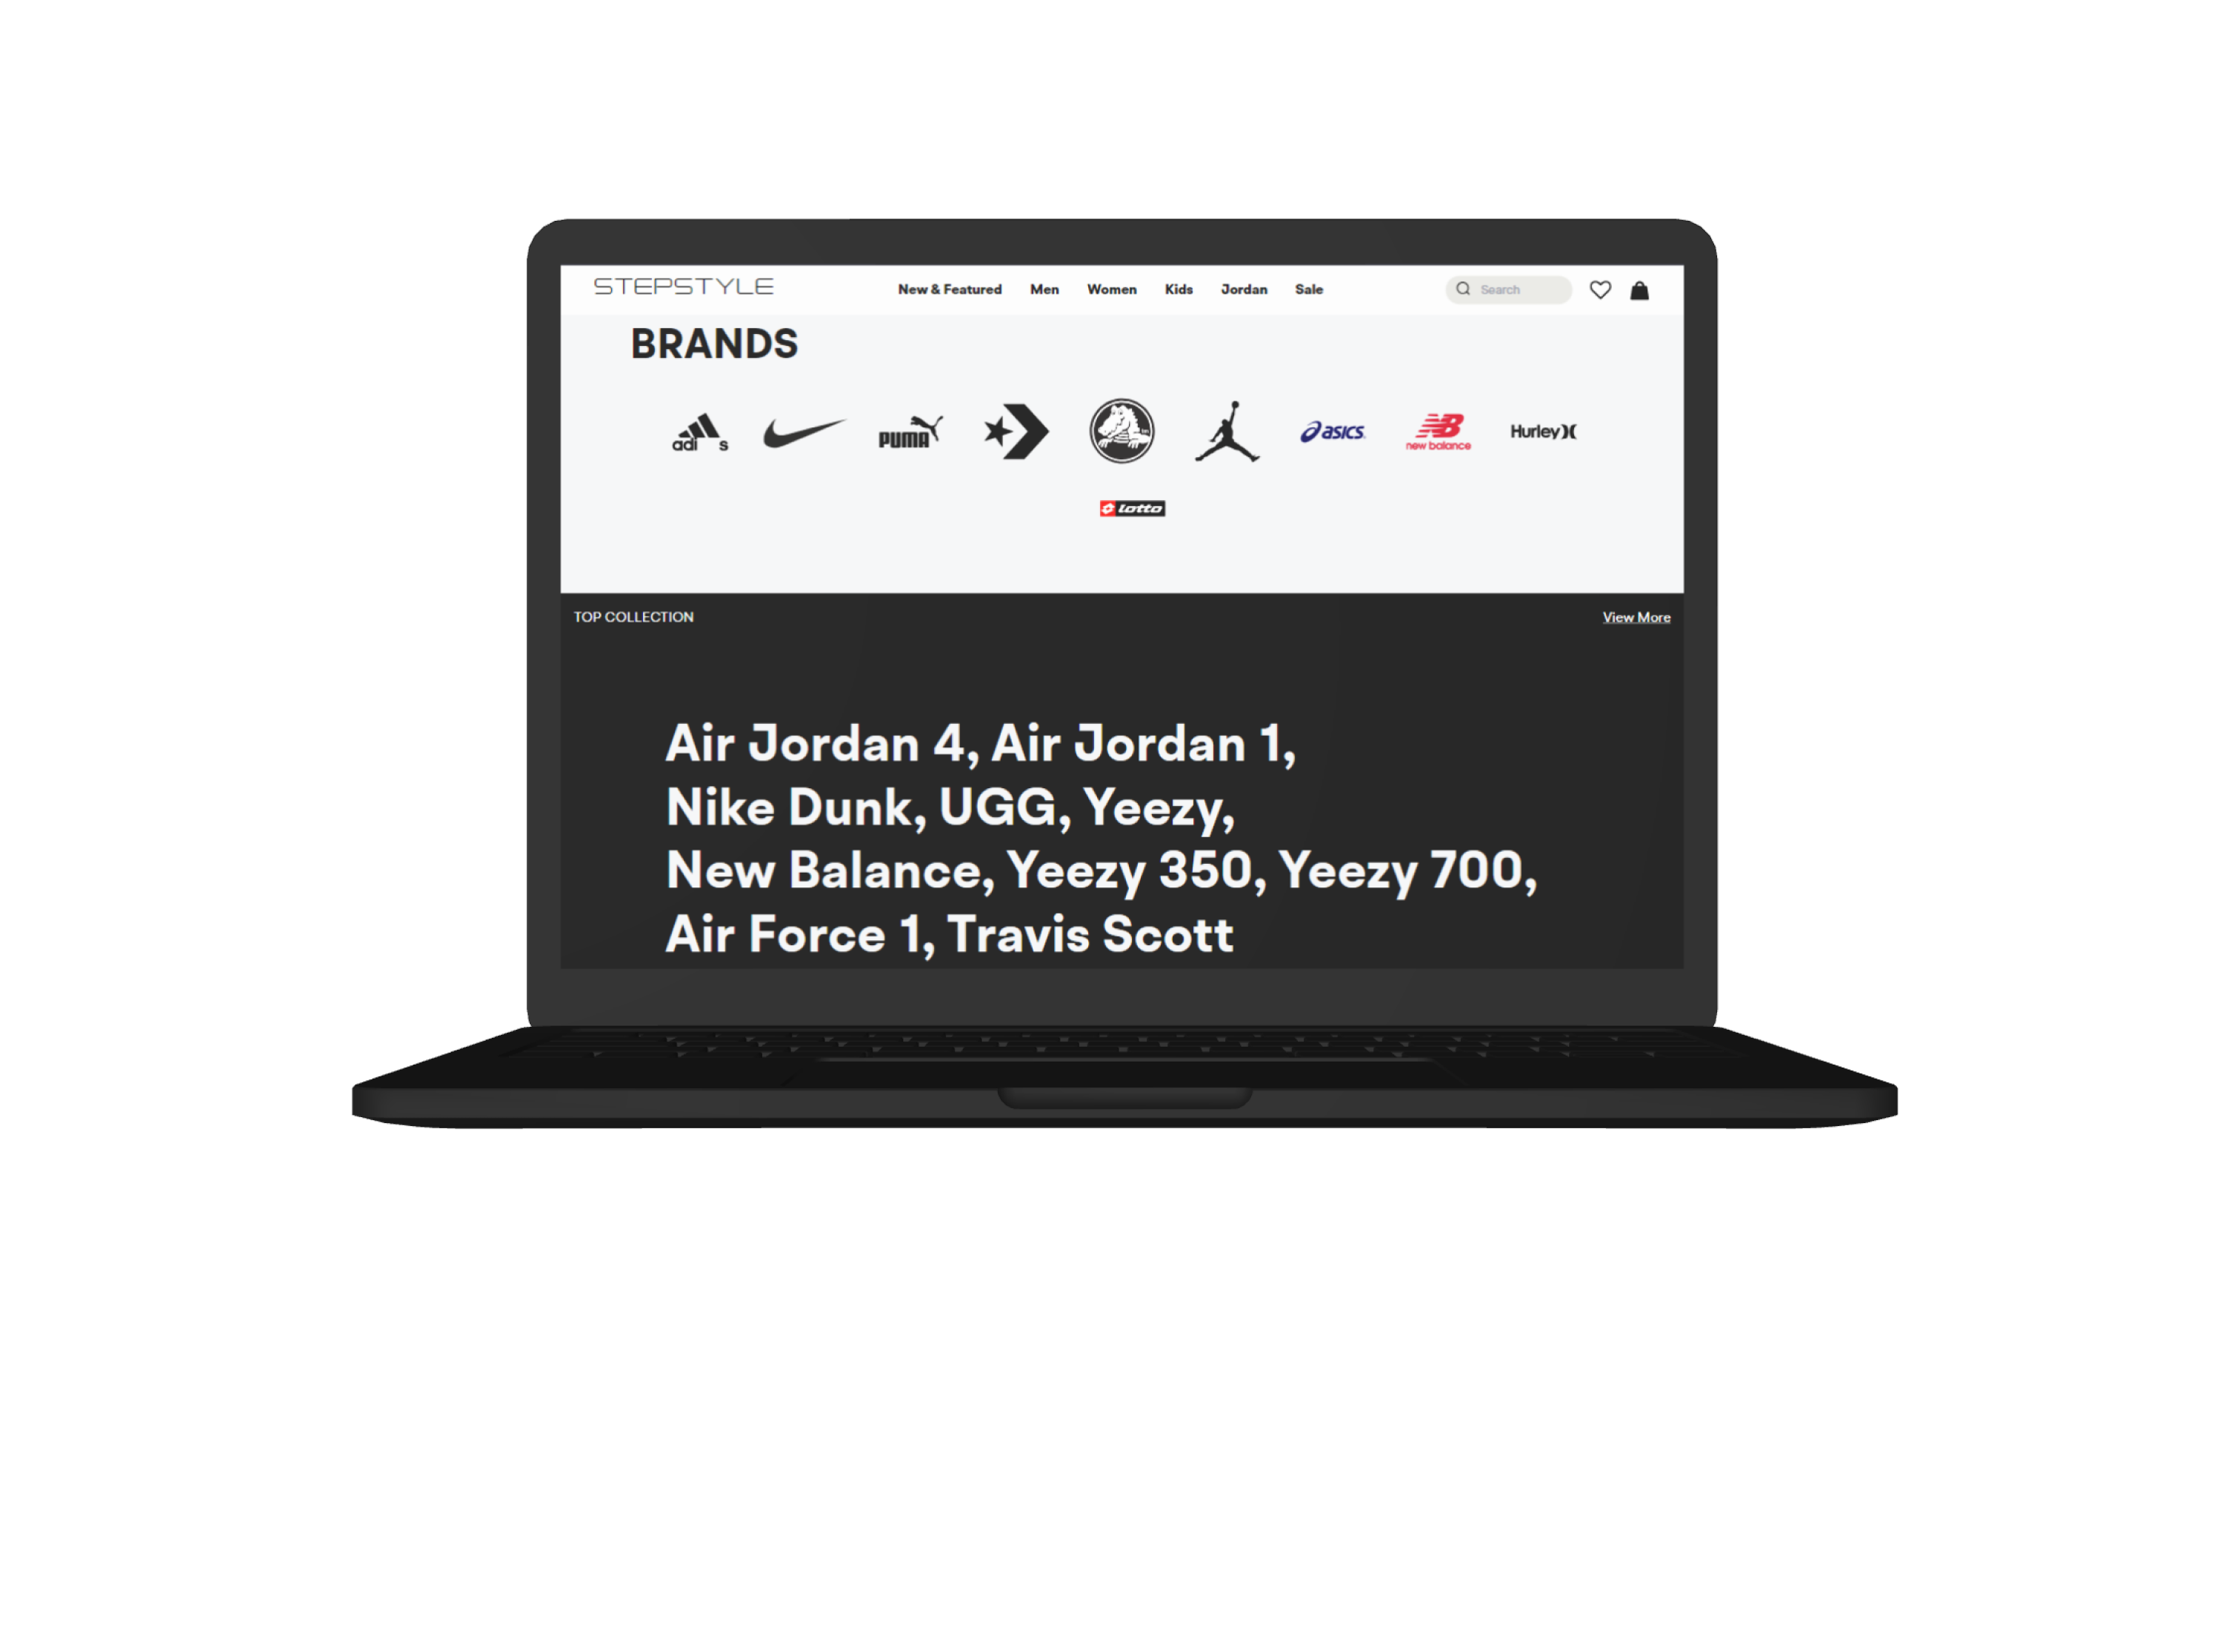 STEPSTYLE New & Featured Men Women Kids Jordan Sale Search
BRANDS
adi s PUMA asics new balance Hurley
lotto
TOP COLLECTION View More
Air Jordan 4, Air Jordan 1,
Nike Dunk, UGG, Yeezy,
New Balance, Yeezy 350, Yeezy 700,
Air Force 1, Travis Scott